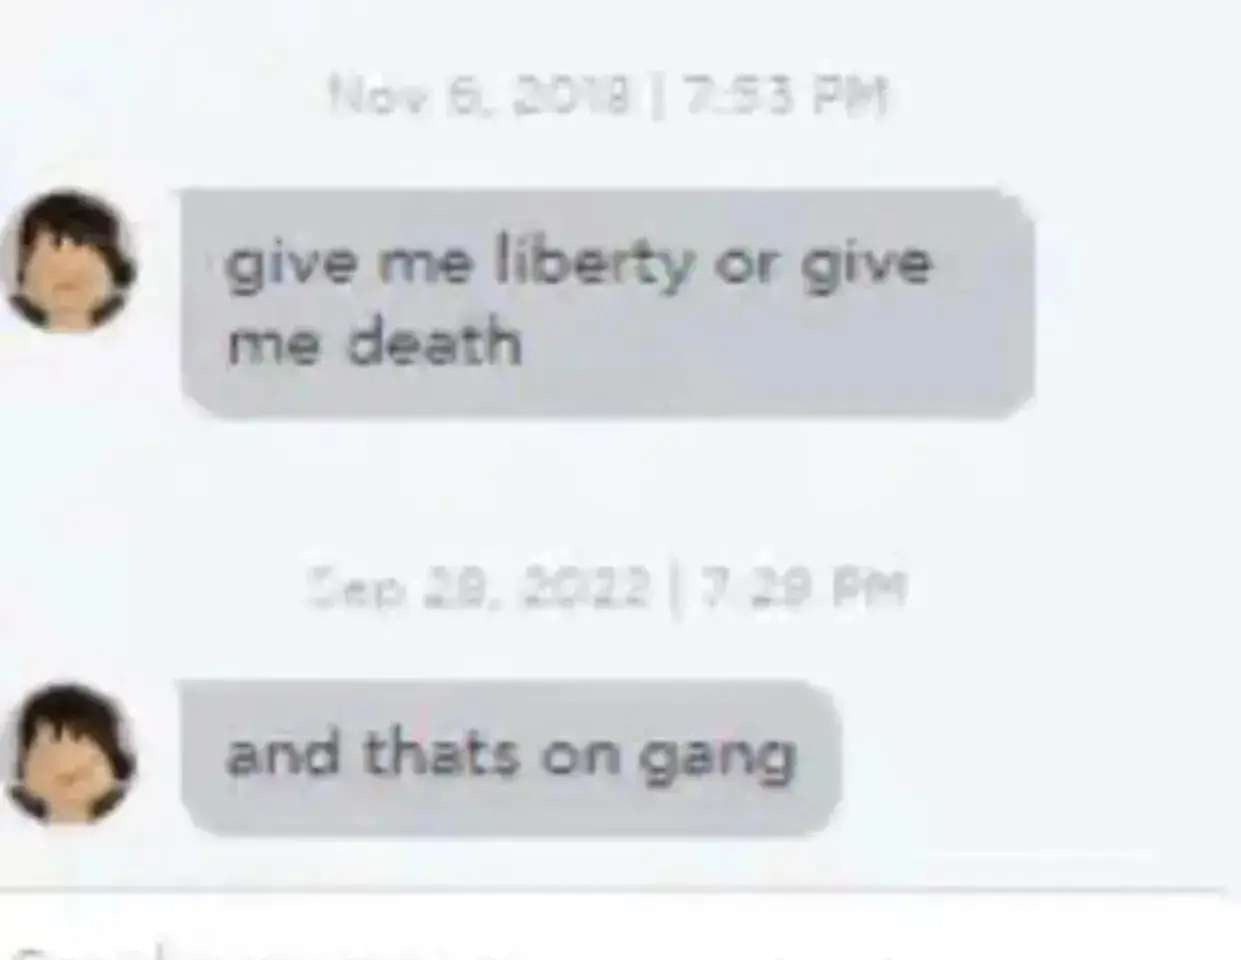 Nov 6, 2018 | 7:53 PM
give me liberty or give
me death
Sep 28, 2022 | 7:29 PM
and thats on gang